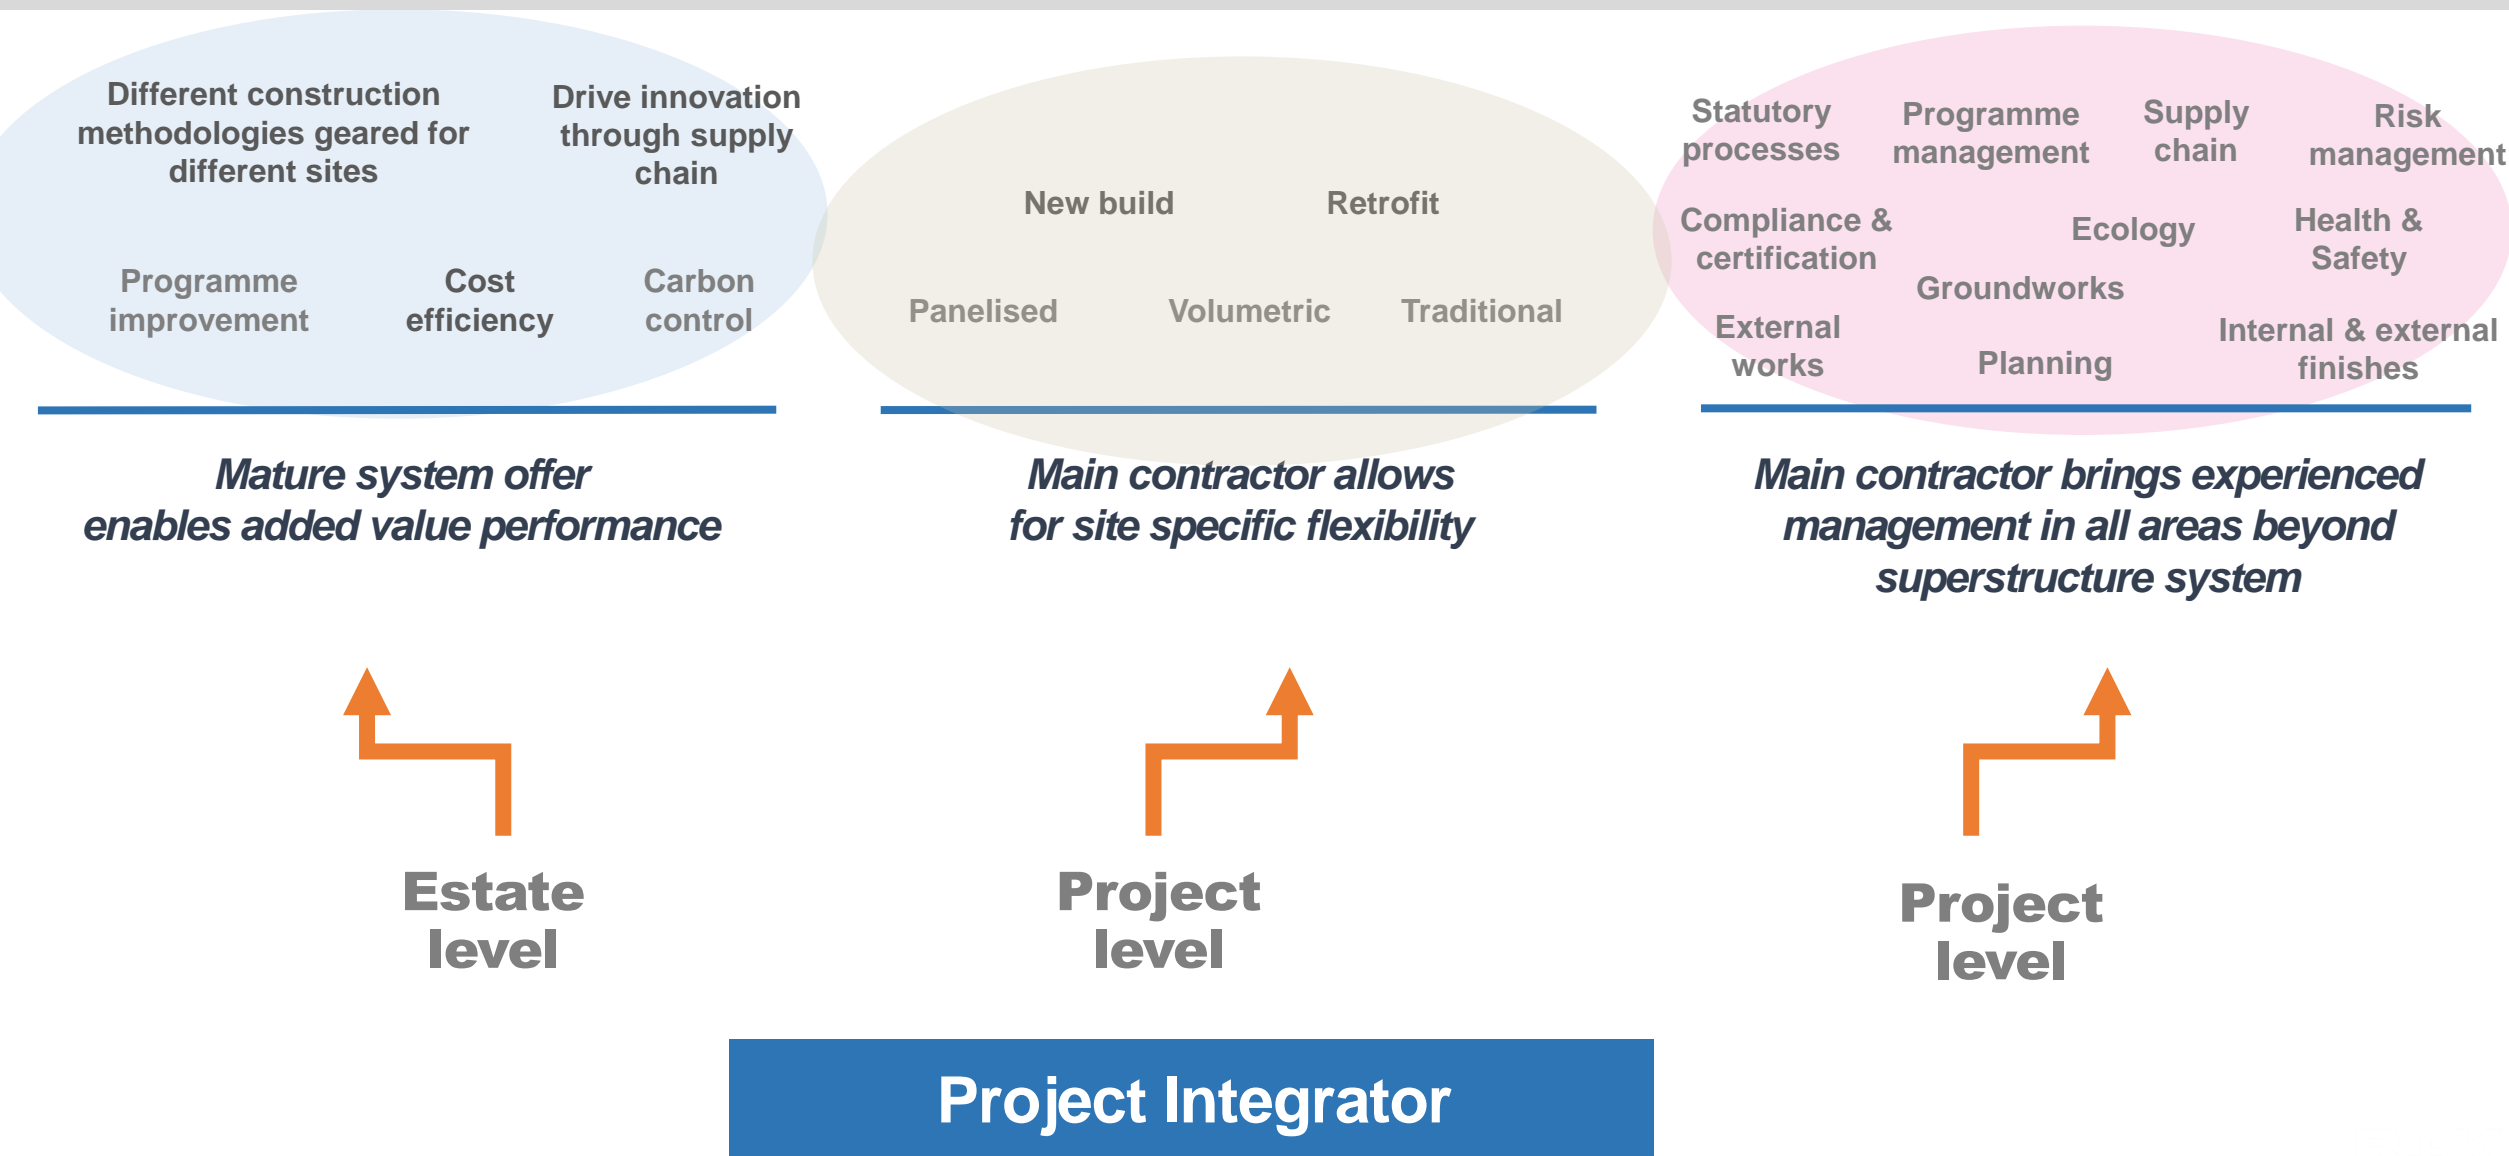 Different construction
methodologies geared for
different sites
Drive innovation
through supply
chain
Programme
improvement
Cost
efficiency
Carbon
control
Mature system offer
enables added value performance
Estate
level
New build
Retrofit
Panelised
Volumetric
Traditional
Main contractor allows
for site specific flexibility
Project
level
Statutory
processes
Programme
management
Supply
chain
Risk
management
Compliance &
certification
Ecology
Health &
Safety
Groundworks
External
works
Planning
Internal & external
finishes
Main contractor brings experienced
management in all areas beyond
superstructure system
Project
level
Project Integrator